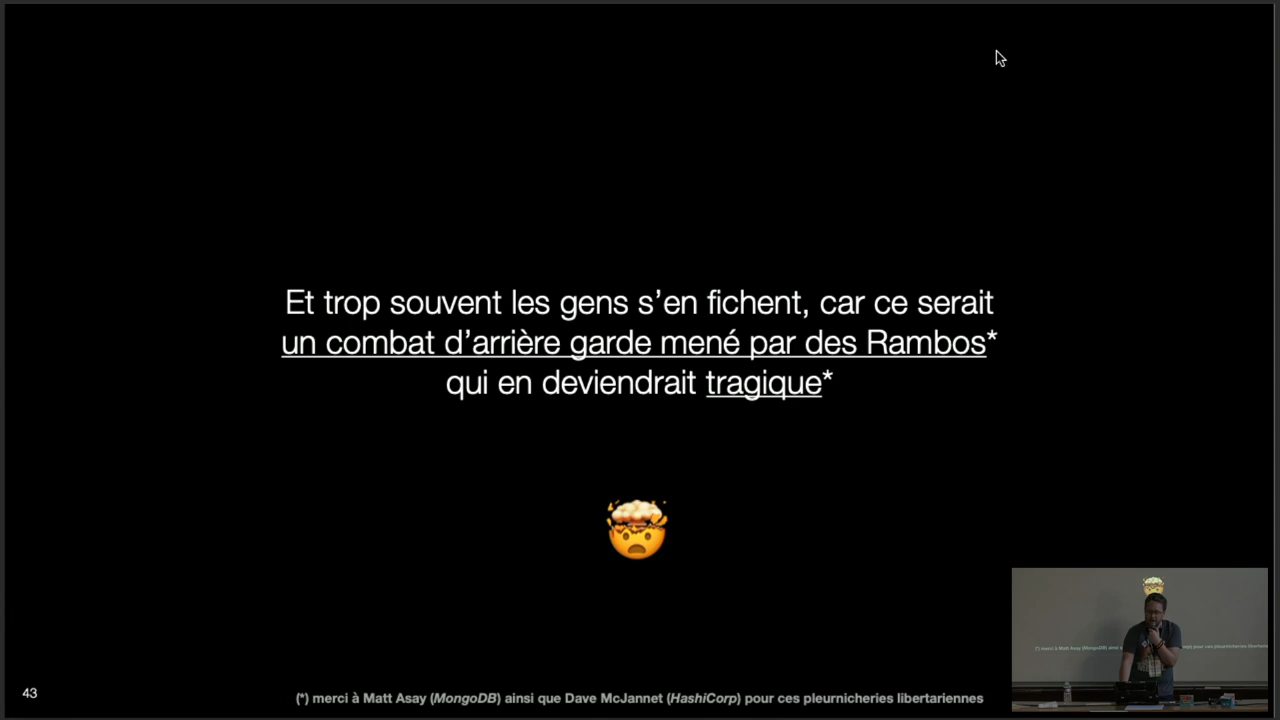 Et trop souvent les gens s’en fichent, car ce serait
un combat d’arrière garde mené par des Rambos*
qui en deviendrait tragique*
43
(*) merci à Matt Asay (MongoDB) ainsi que Dave McJannet (HashiCorp) pour ces pleurnicheries libertariennes